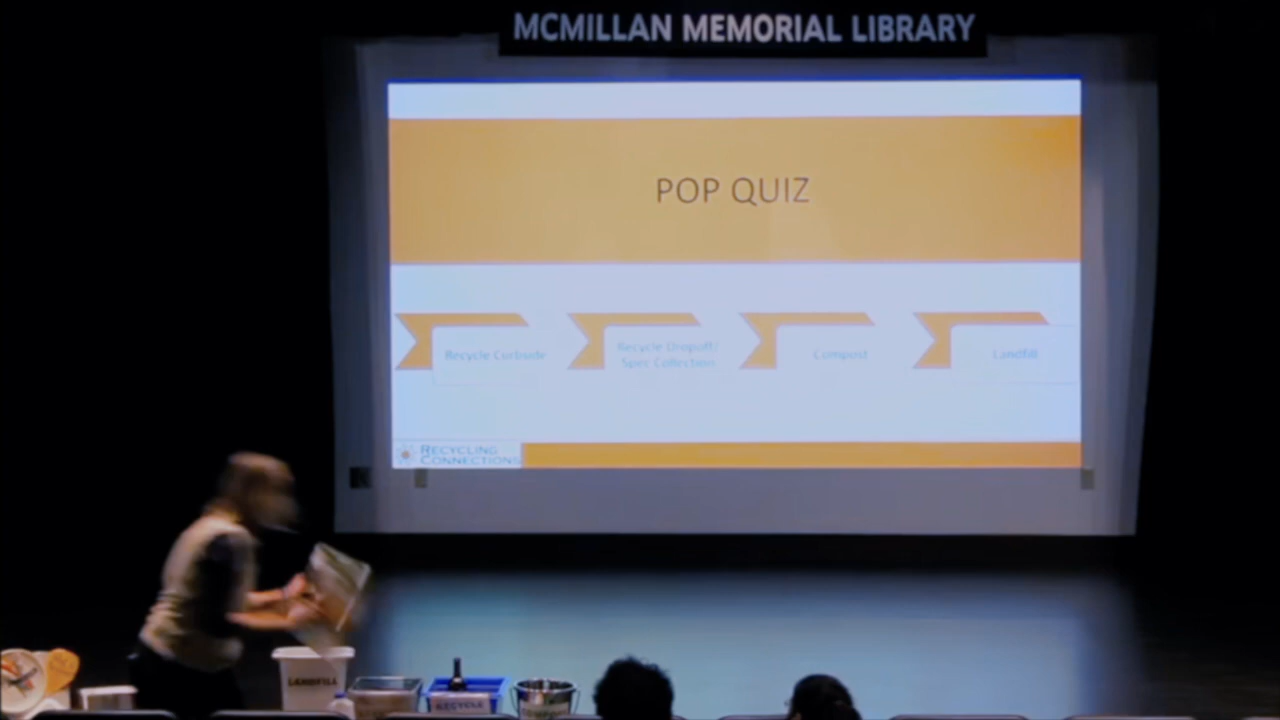 MCMILLAN MEMORIAL LIBRARY
POP QUIZ
Recycle Curbside
Recycle Dropoff/
Spec Collection
Compost
Landfill
RECYCLING
CONNECTIONS
LANDFILL
RECYCLE